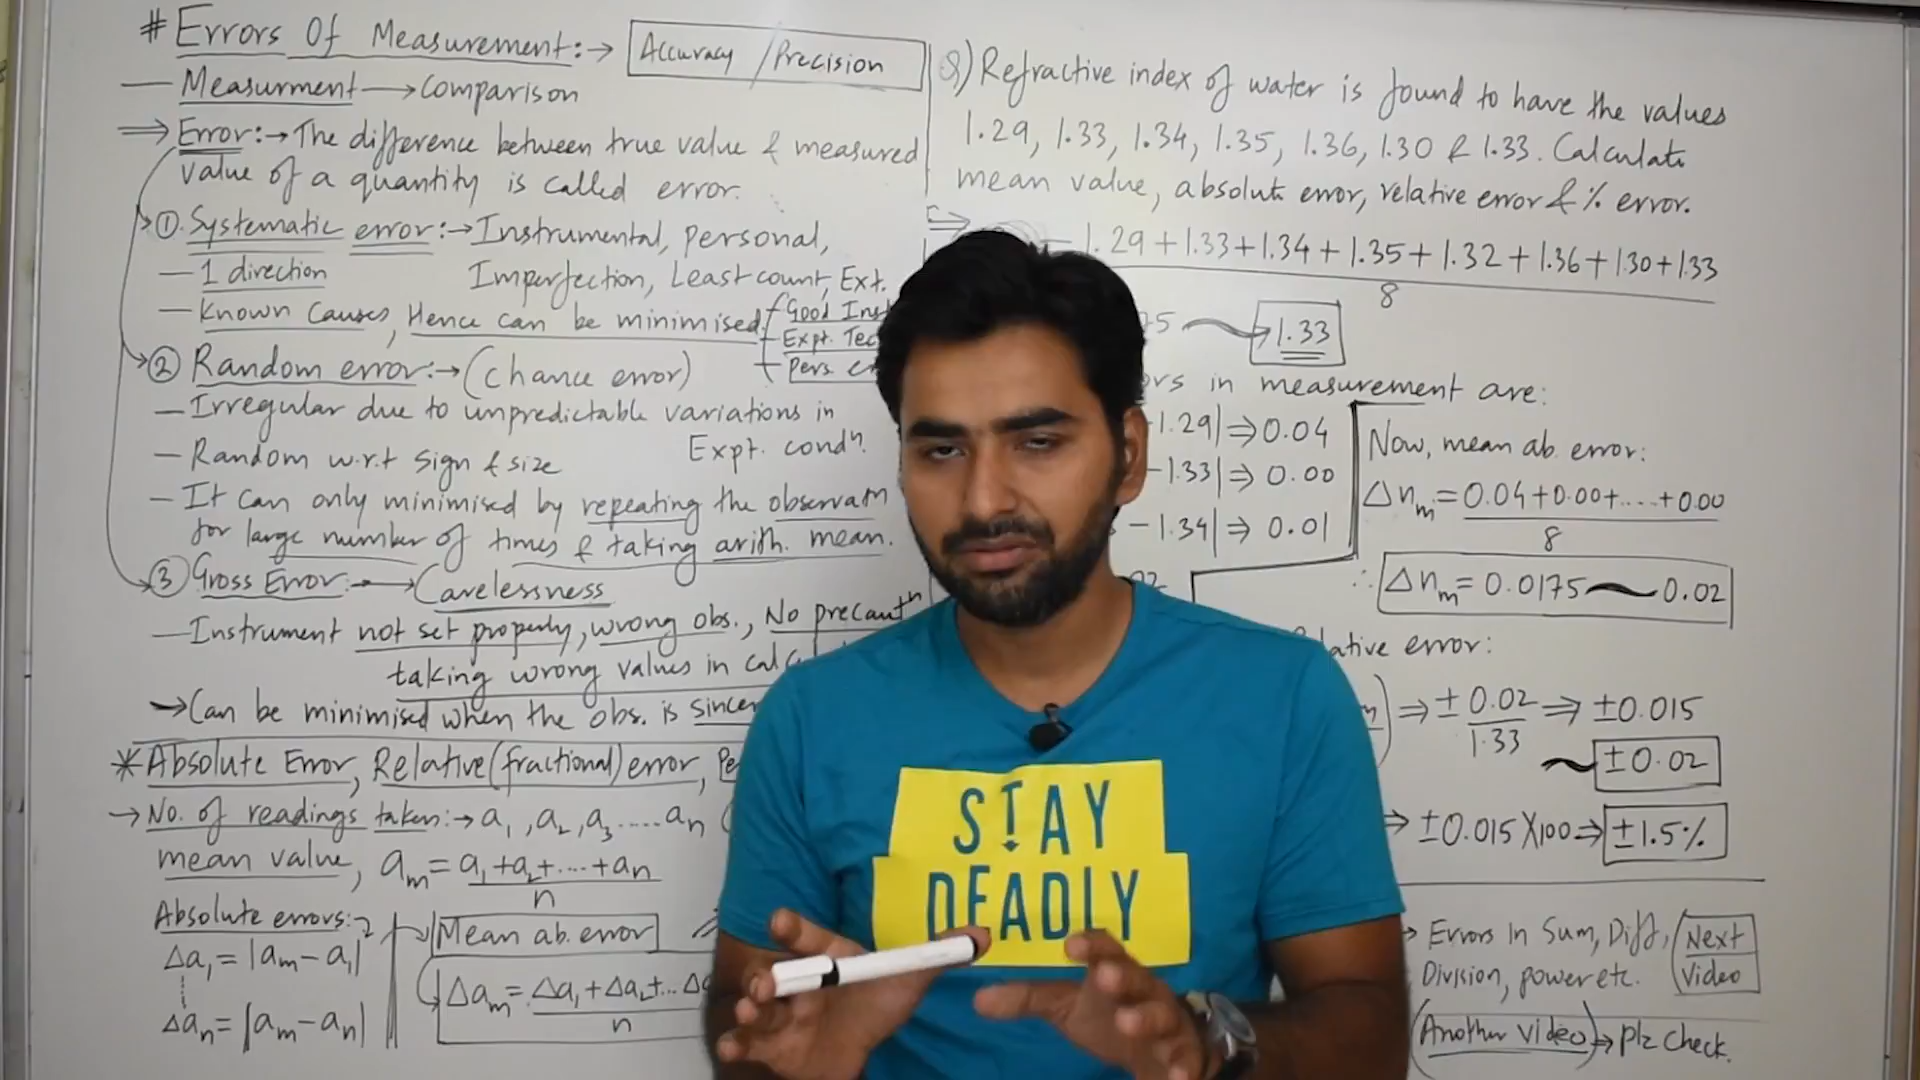 # Errors Of Measurement:→ Accuracy / Precision
— Measurment → Comparison
⇒ Error:→ The difference between true value & measured
value of a quantity is called error.
① Systematic error:→ Instrumental, personal,
— 1 direction Imperfection, Least count, Ext.
— Known Causes, Hence can be minimised. Good
Expt.
Pers.
② Random error:→ (Chance error)
— Irregular due to unpredictable variations in
Expt. condⁿ.
— Random w.r.t sign & size
— It can only minimised by repeating the observatn
for large number of times & taking arith. mean.
③ Gross Error:→ Carelessness
— Instrument not set properly, wrong obs., No precautⁿ
taking wrong values in
→ Can be minimised when the obs. is
* Absolute Error, Relative (fractional) error,
→ No. of readings taken:→ a₁, a₂, a₃ ..... aₙ
mean value, aₘ = a₁+a₂+....+aₙ
n
Absolute errors:
Δa₁ = |aₘ – a₁|
Δaₙ = |aₘ – aₙ|
Mean ab. error
Δaₘ = Δa₁ + Δa₂ + ...
n
Q) Refractive index of water is found to have the values
1.29, 1.33, 1.34, 1.35, 1.36, 1.30 & 1.33. Calculate
mean value, absolute error, relative error & % error.
⇒ 1.29 + 1.33 + 1.34 + 1.35 + 1.32 + 1.36 + 1.30 + 1.33
8
1.33
in measurement are:
– 1.29| ⇒ 0.04
– 1.33| ⇒ 0.00
– 1.34| ⇒ 0.01
Now, mean ab. error:
Δnₘ = 0.04 + 0.00 + .... + 0.00
8
∴ Δnₘ = 0.0175 ~ 0.02
error:
⇒ ± 0.02 ⇒ ±0.015
1.33
~ ±0.02
⇒ ±0.015 X100 ⇒ ±1.5%
→ Errors in Sum, Diff, Next
Division, power etc. Video
(Another video) → plz check.
STAY
DEADLY